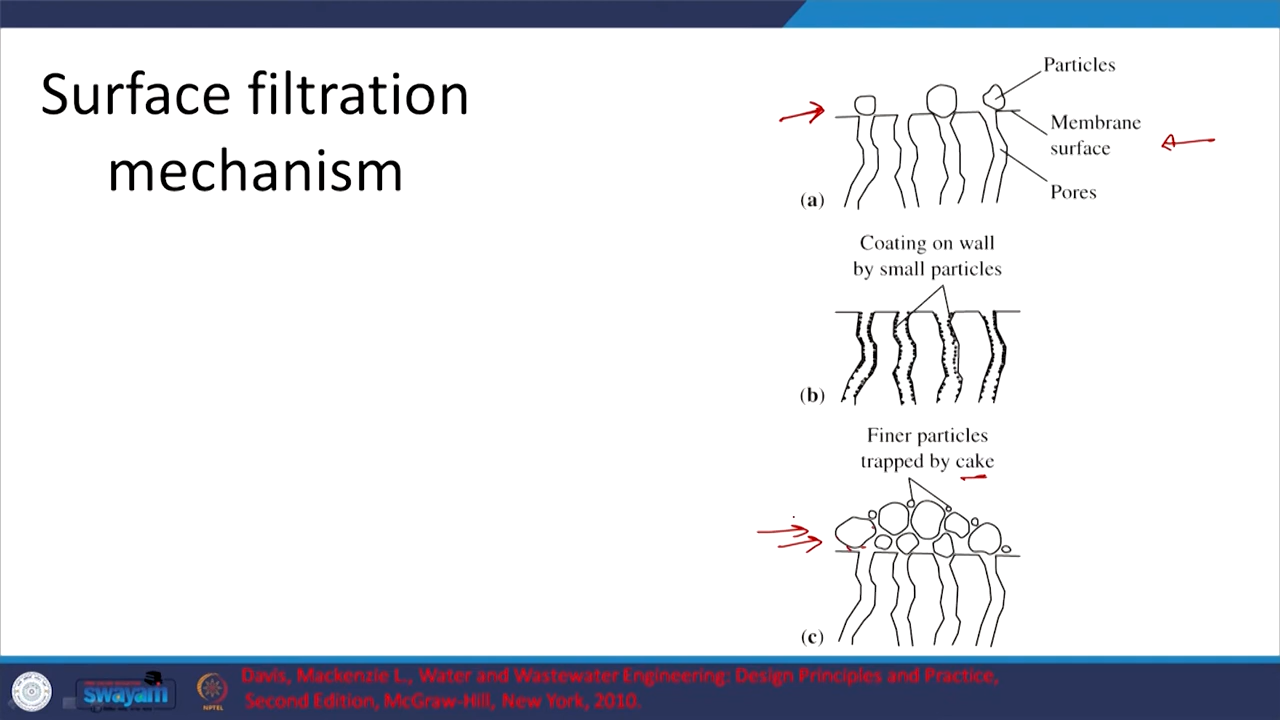 Surface filtration
mechanism
Particles
Membrane
surface
Pores
(a)
Coating on wall
by small particles
(b)
Finer particles
trapped by cake
(c)
Davis, Mackenzie L., Water and Wastewater Engineering: Design Principles and Practice,
Second Edition, McGraw-Hill, New York, 2010.
swayam
NPTEL